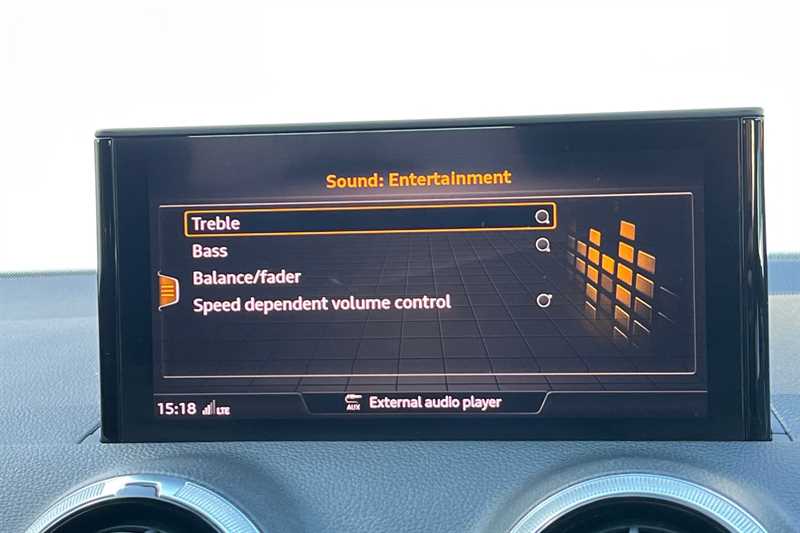 Sound: Entertainment
Treble
Bass
Balance/fader
Speed dependent volume control
15:18 LTE
AUX External audio player